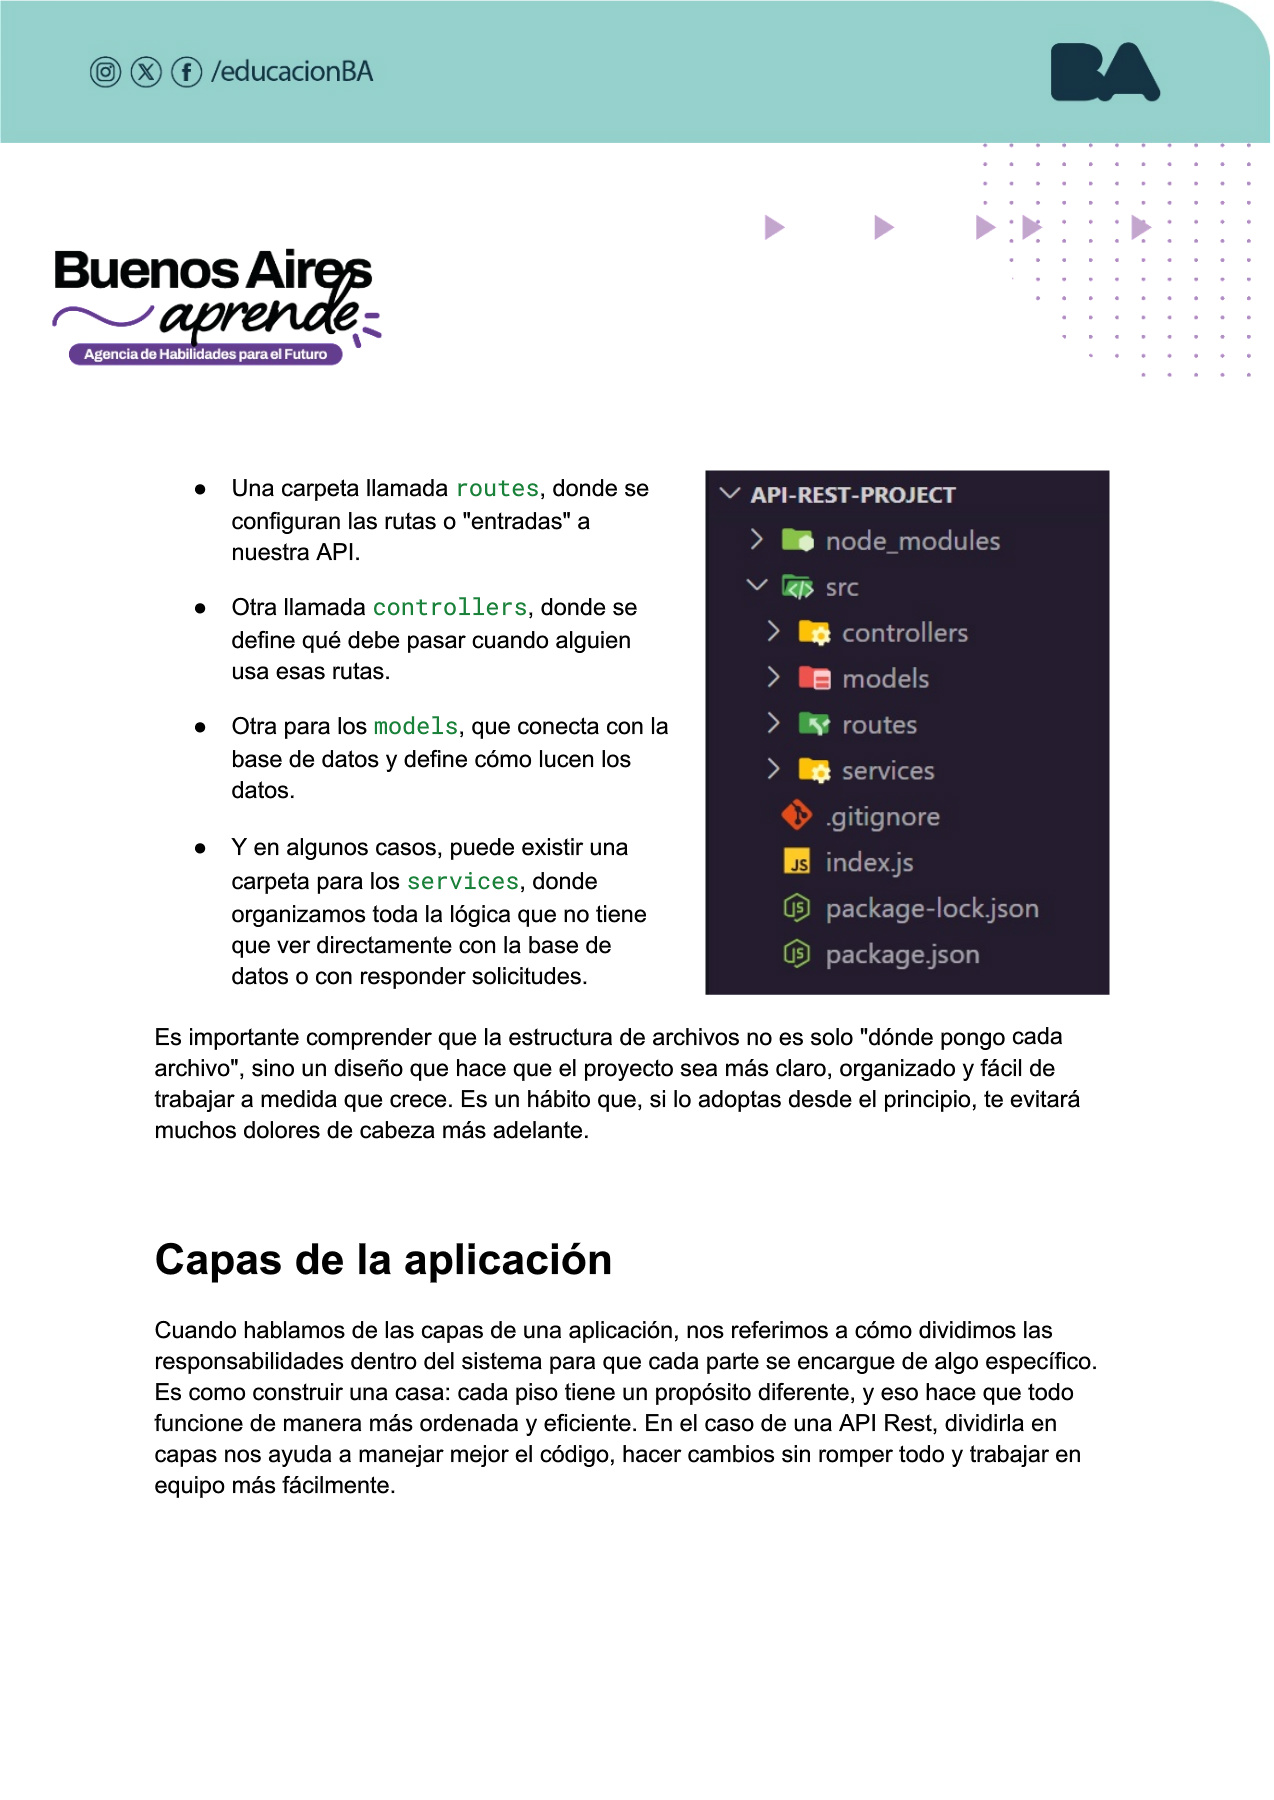 /educacionBA
BA
Buenos Aires
aprende
Agencia de Habilidades para el Futuro
● Una carpeta llamada routes, donde se
configuran las rutas o "entradas" a
nuestra API.
● Otra llamada controllers, donde se
define qué debe pasar cuando alguien
usa esas rutas.
● Otra para los models, que conecta con la
base de datos y define cómo lucen los
datos.
● Y en algunos casos, puede existir una
carpeta para los services, donde
organizamos toda la lógica que no tiene
que ver directamente con la base de
datos o con responder solicitudes.
API-REST-PROJECT
node_modules
src
controllers
models
routes
services
.gitignore
JS index.js
package-lock.json
package.json
Es importante comprender que la estructura de archivos no es solo "dónde pongo cada
archivo", sino un diseño que hace que el proyecto sea más claro, organizado y fácil de
trabajar a medida que crece. Es un hábito que, si lo adoptas desde el principio, te evitará
muchos dolores de cabeza más adelante.
Capas de la aplicación
Cuando hablamos de las capas de una aplicación, nos referimos a cómo dividimos las
responsabilidades dentro del sistema para que cada parte se encargue de algo específico.
Es como construir una casa: cada piso tiene un propósito diferente, y eso hace que todo
funcione de manera más ordenada y eficiente. En el caso de una API Rest, dividirla en
capas nos ayuda a manejar mejor el código, hacer cambios sin romper todo y trabajar en
equipo más fácilmente.